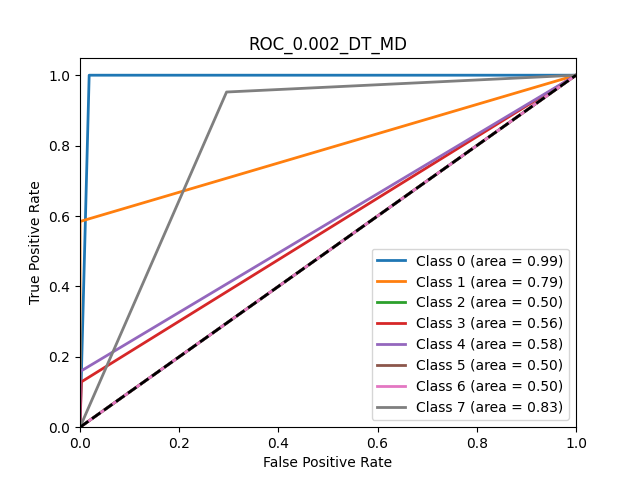 ROC_0.002_DT_MD
1.0
0.8
0.6
0.4
0.2
0.0
True Positive Rate
Class 0 (area = 0.99)
Class 1 (area = 0.79)
Class 2 (area = 0.50)
Class 3 (area = 0.56)
Class 4 (area = 0.58)
Class 5 (area = 0.50)
Class 6 (area = 0.50)
Class 7 (area = 0.83)
0.0 0.2 0.4 0.6 0.8 1.0
False Positive Rate